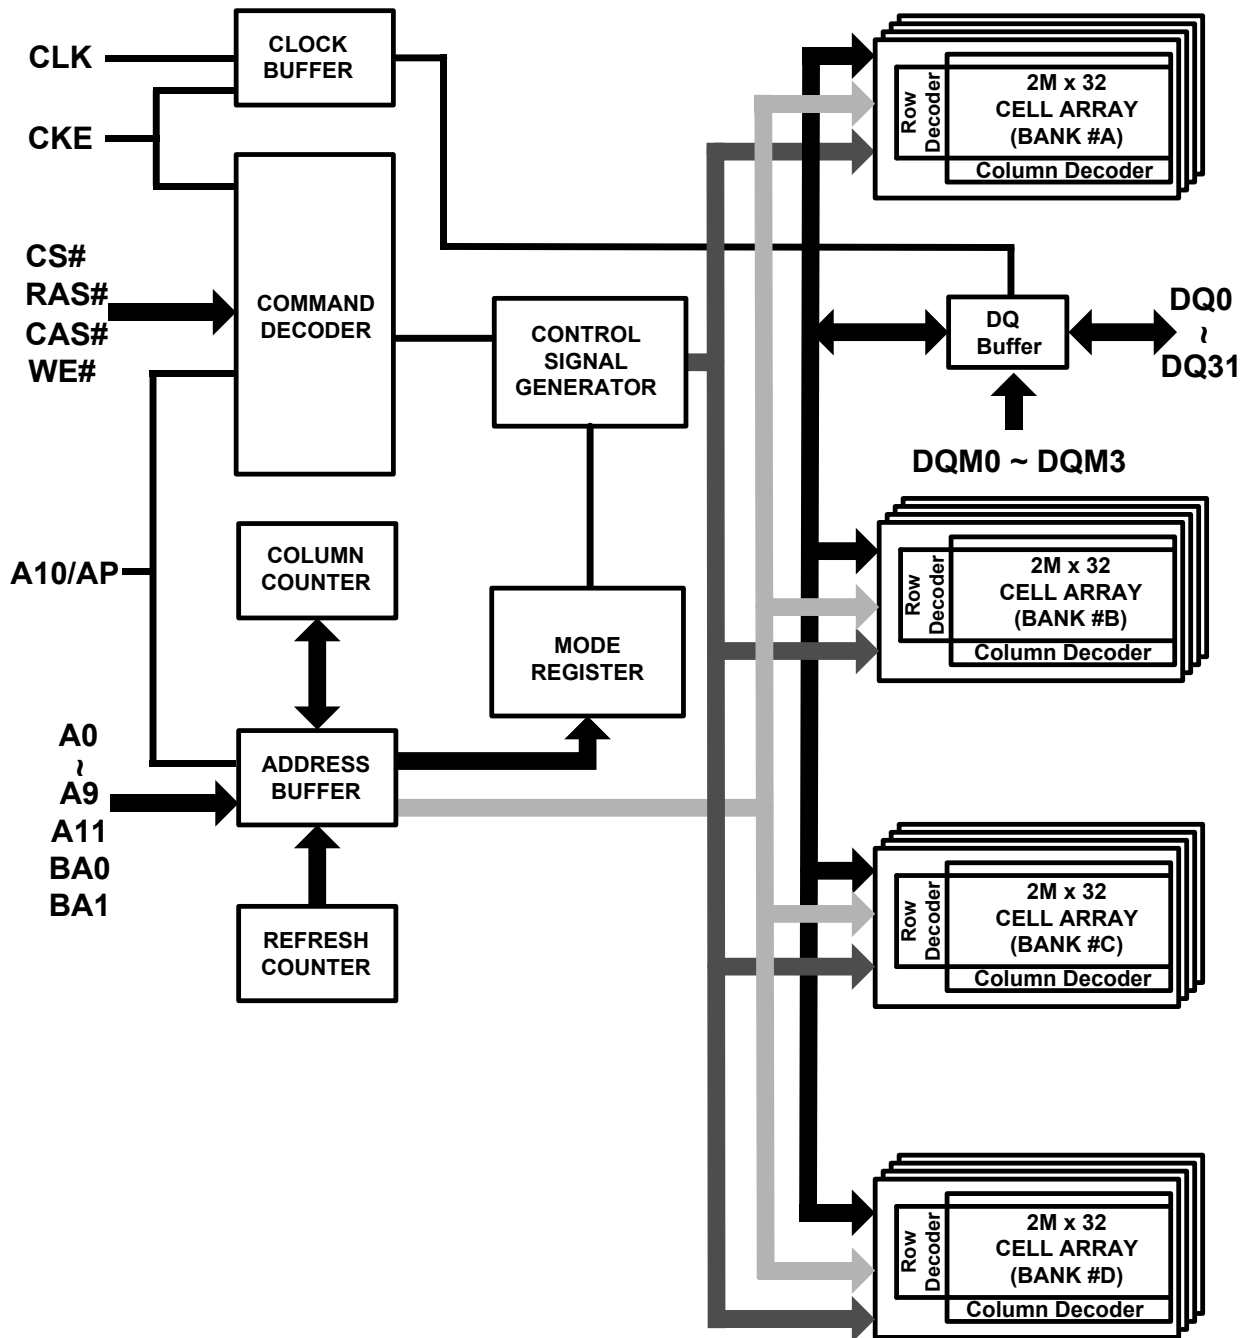 CLK
CKE
CLOCK
BUFFER
CS#
RAS#
CAS#
WE#
COMMAND
DECODER
CONTROL
SIGNAL
GENERATOR
A10/AP
COLUMN
COUNTER
MODE
REGISTER
A0
~
A9
A11
BA0
BA1
ADDRESS
BUFFER
REFRESH
COUNTER
Row
Decoder
2M x 32
CELL ARRAY
(BANK #A)
Column Decoder
DQ
Buffer
DQ0
~
DQ31
DQM0 ~ DQM3
Row
Decoder
2M x 32
CELL ARRAY
(BANK #B)
Column Decoder
Row
Decoder
2M x 32
CELL ARRAY
(BANK #C)
Column Decoder
Row
Decoder
2M x 32
CELL ARRAY
(BANK #D)
Column Decoder